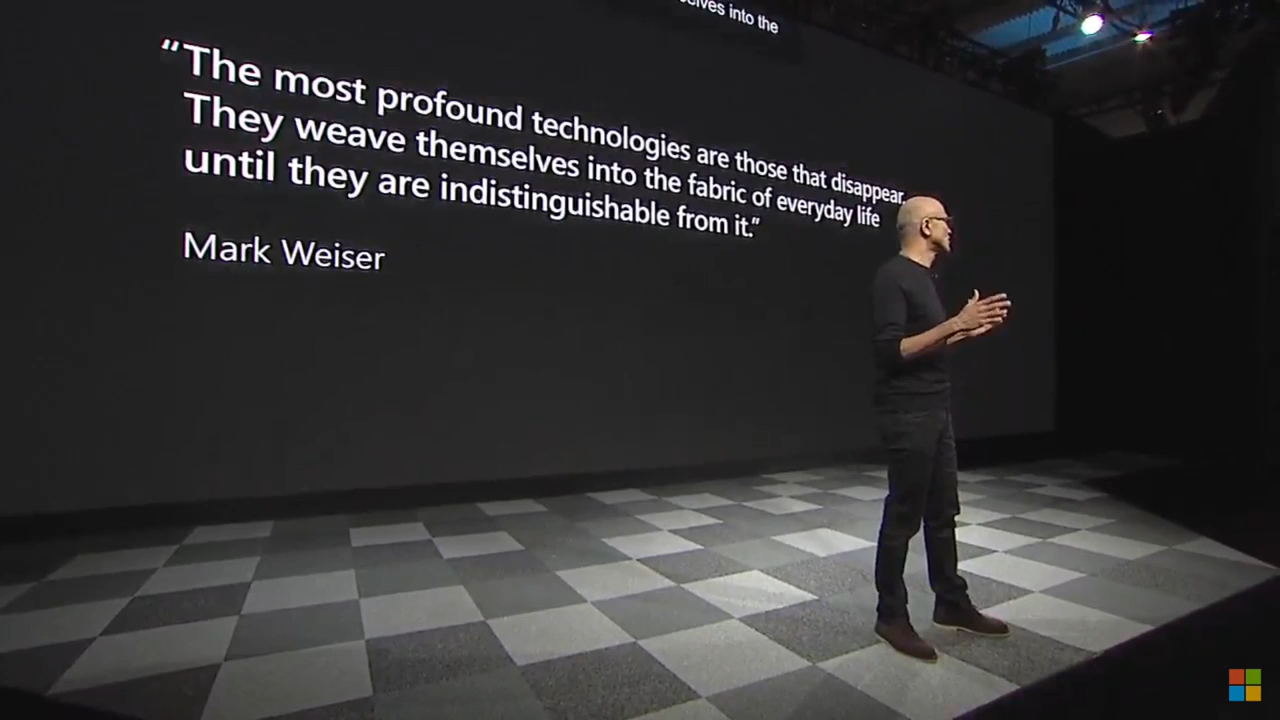 elves into the
“The most profound technologies are those that disappear.
They weave themselves into the fabric of everyday life
until they are indistinguishable from it.”
Mark Weiser